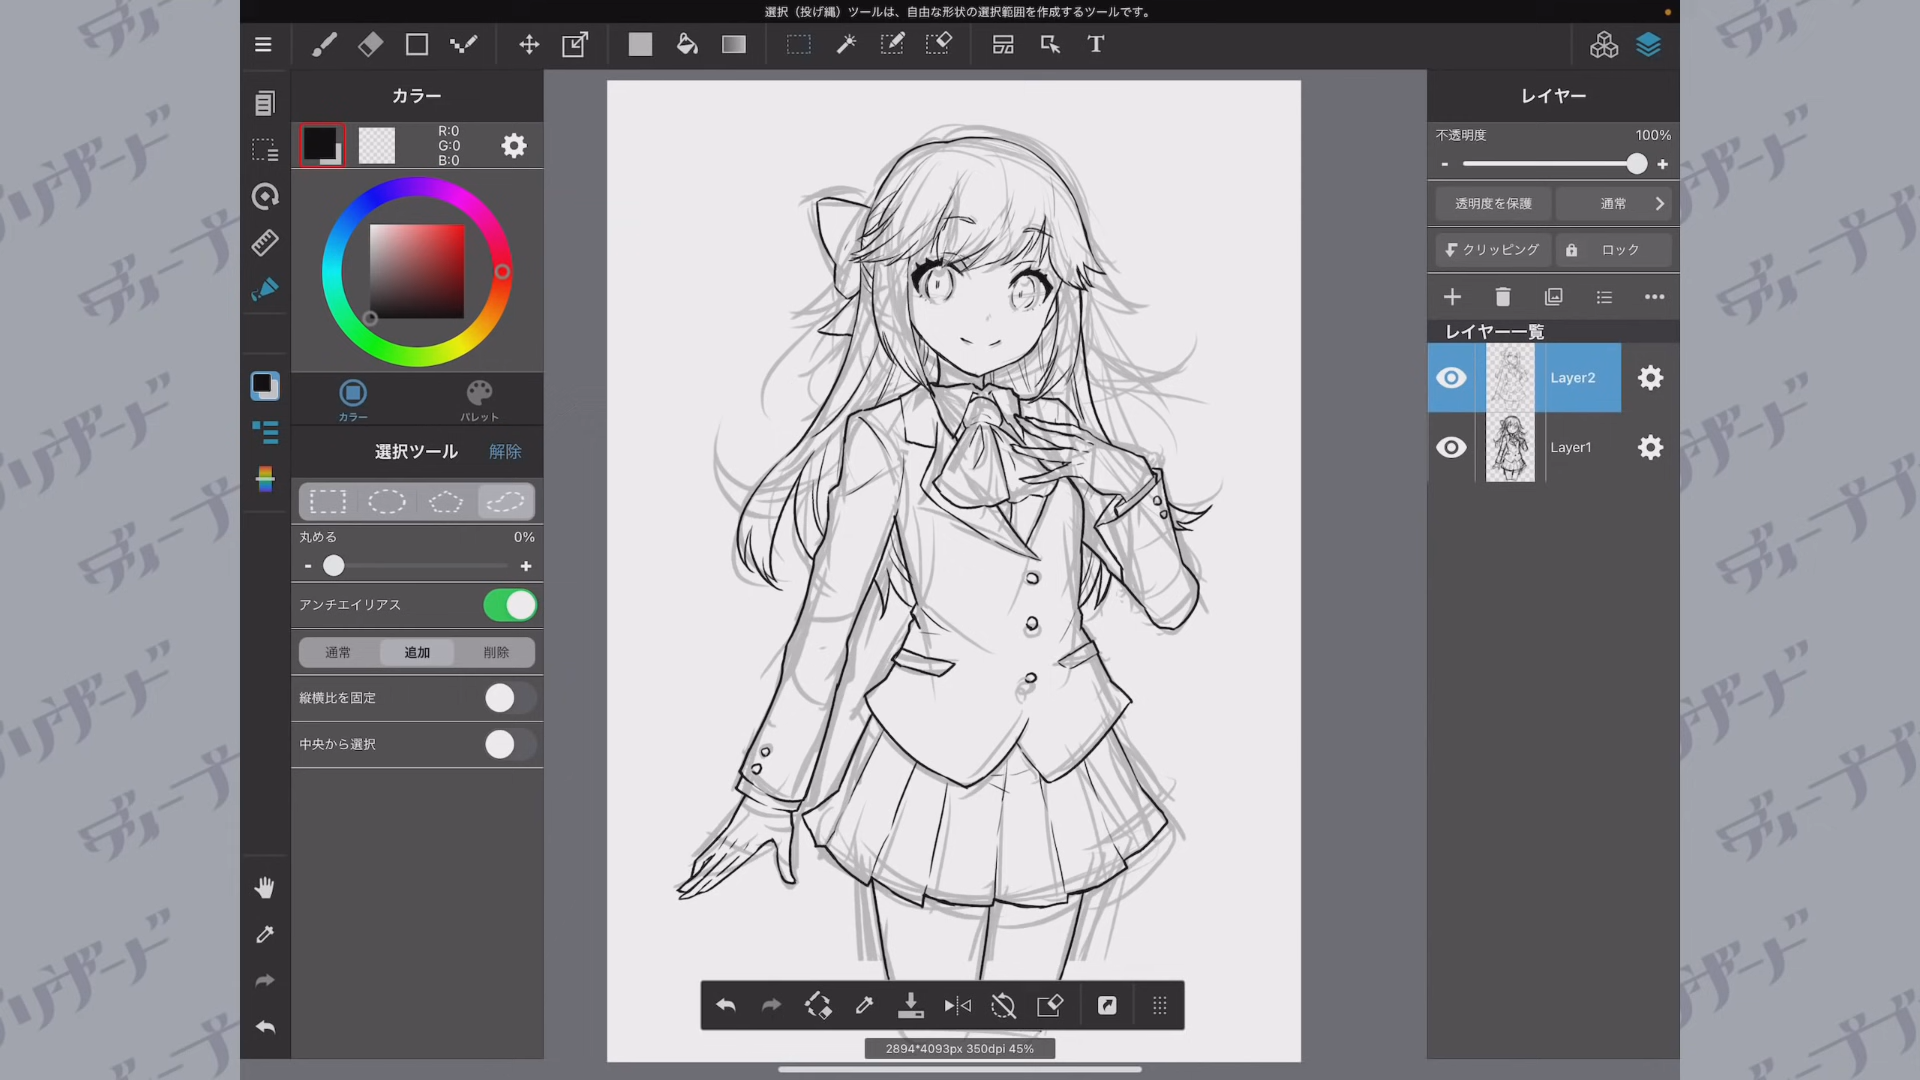 選択（投げ縄）ツールは、自由な形状の選択範囲を作成するツールです。
T
カラー
R:0
G:0
B:0
カラー
パレット
選択ツール
解除
丸める
0%
-
+
アンチエイリアス
通常
追加
削除
縦横比を固定
中央から選択
レイヤー
不透明度
100%
-
+
透明度を保護
通常
クリッピング
ロック
レイヤー一覧
Layer2
Layer1
2894*4093px 350dpi 45%